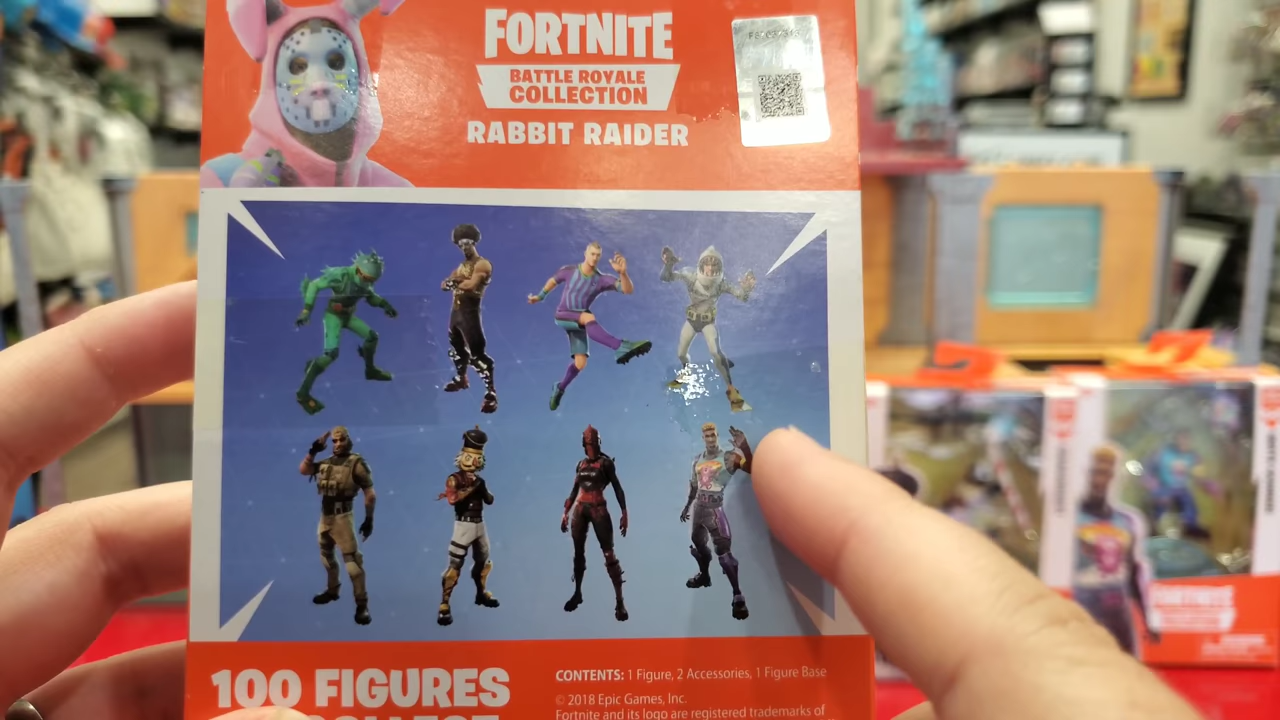 FORTNITE
BATTLE ROYALE
COLLECTION
RABBIT RAIDER
100 FIGURES
CONTENTS: 1 Figure, 2 Accessories, 1 Figure Base
© 2018 Epic Games, Inc.
Fortnite and its logo are registered trademarks of
FORTNITE